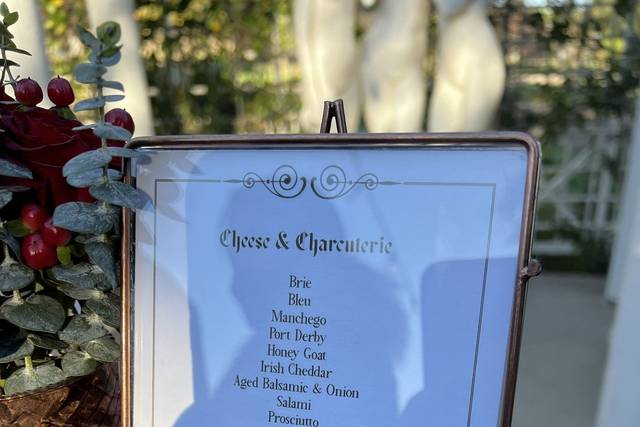 Cheese & Charcuterie
Brie
Bleu
Manchego
Port Derby
Honey Goat
Irish Cheddar
Aged Balsamic & Onion
Salami
Prosciutto